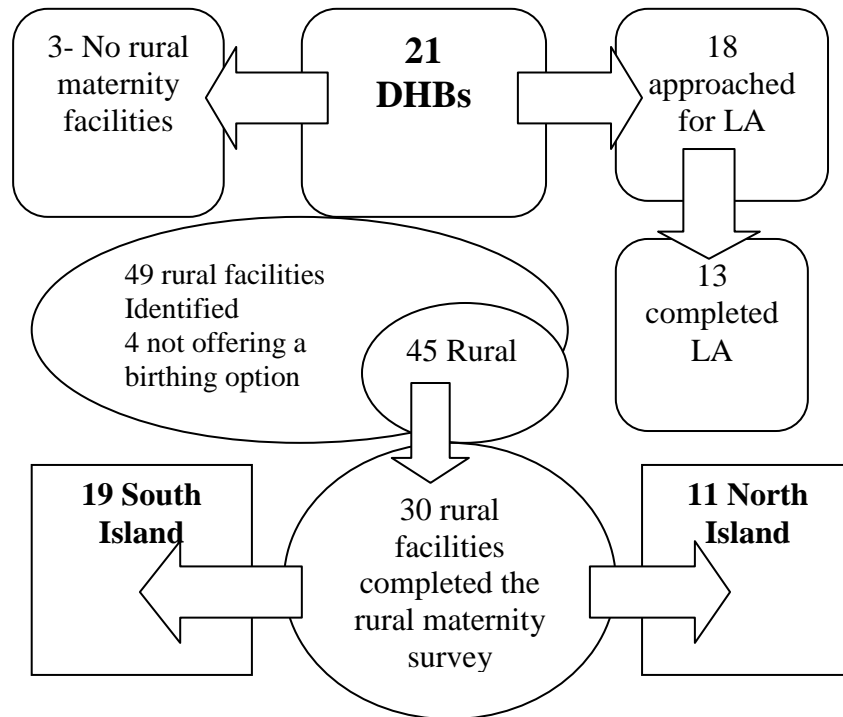 3- No rural
maternity
facilities
21
DHBs
18
approached
for LA
49 rural facilities
Identified
4 not offering a
birthing option
45 Rural
13
completed
LA
19 South
Island
30 rural
facilities
completed the
rural maternity
survey
11 North
Island